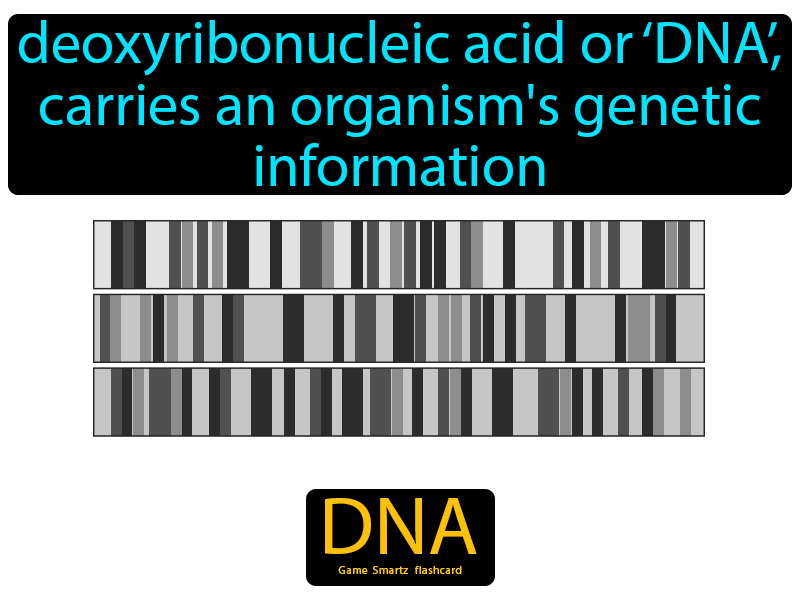 deoxyribonucleic acid or ‘DNA’,
carries an organism's genetic
information
DNA
Game Smartz flashcard